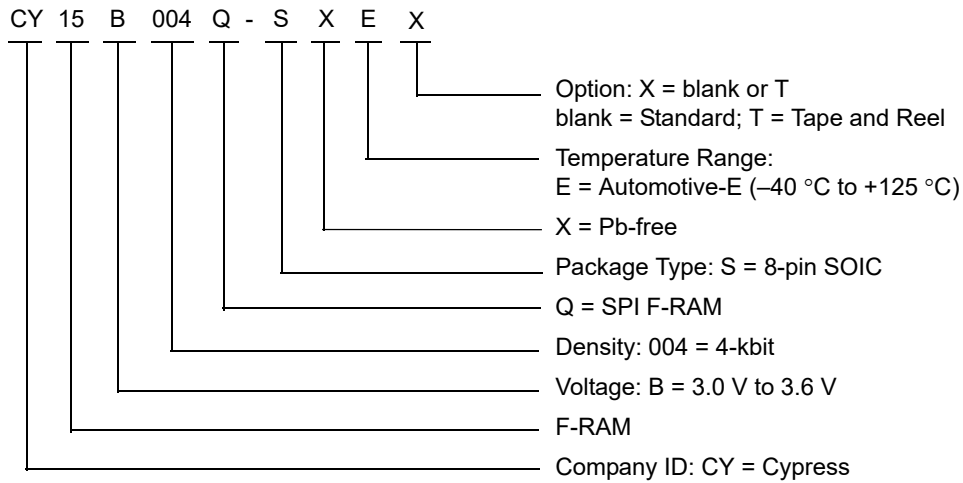 CY 15 B 004 Q - S X E X
Option: X = blank or T
blank = Standard; T = Tape and Reel
Temperature Range:
E = Automotive-E (–40 °C to +125 °C)
X = Pb-free
Package Type: S = 8-pin SOIC
Q = SPI F-RAM
Density: 004 = 4-kbit
Voltage: B = 3.0 V to 3.6 V
F-RAM
Company ID: CY = Cypress